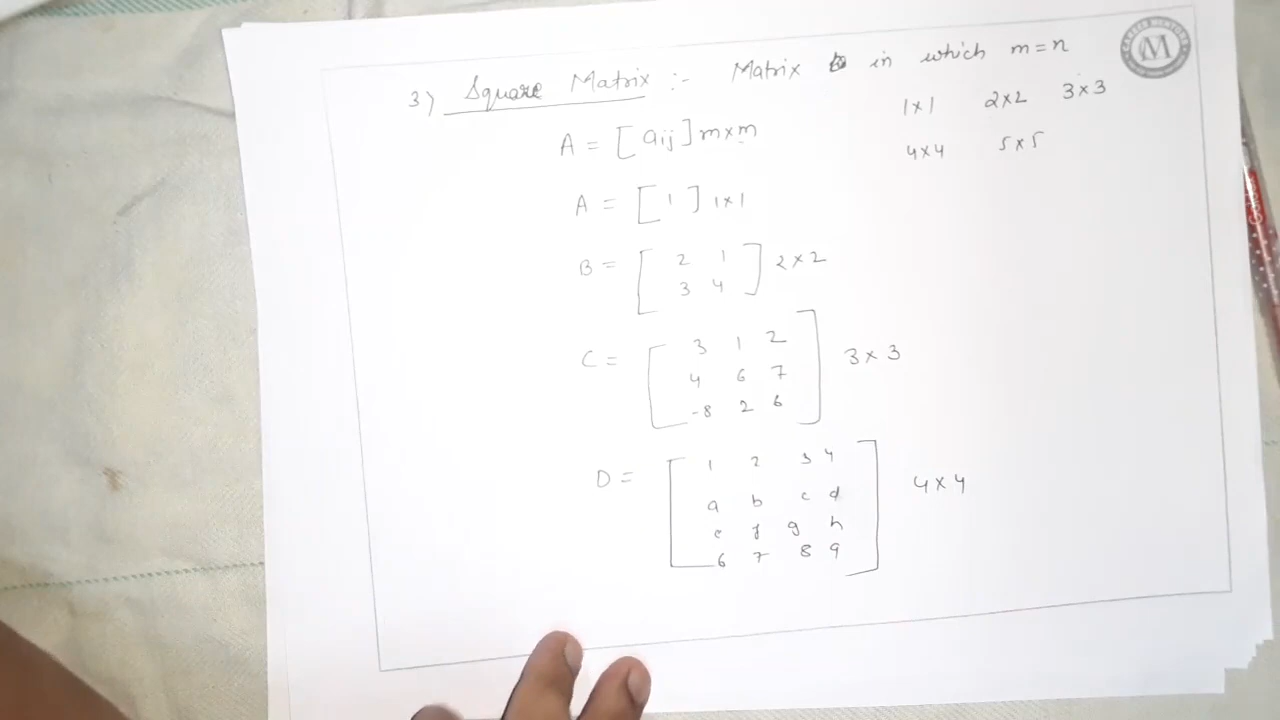 3) Square Matrix :- Matrix in which m=n
1×1 2×2 3×3
A = [aij] m×m
4×4 5×5
A = [ 1 ] 1×1
B = [ 2 1
3 4 ] 2×2
C = [ 3 1 2
4 6 7
-8 2 6 ] 3×3
D = [ 1 2 3 4
a b c d
e f g h
6 7 8 9 ] 4×4
M